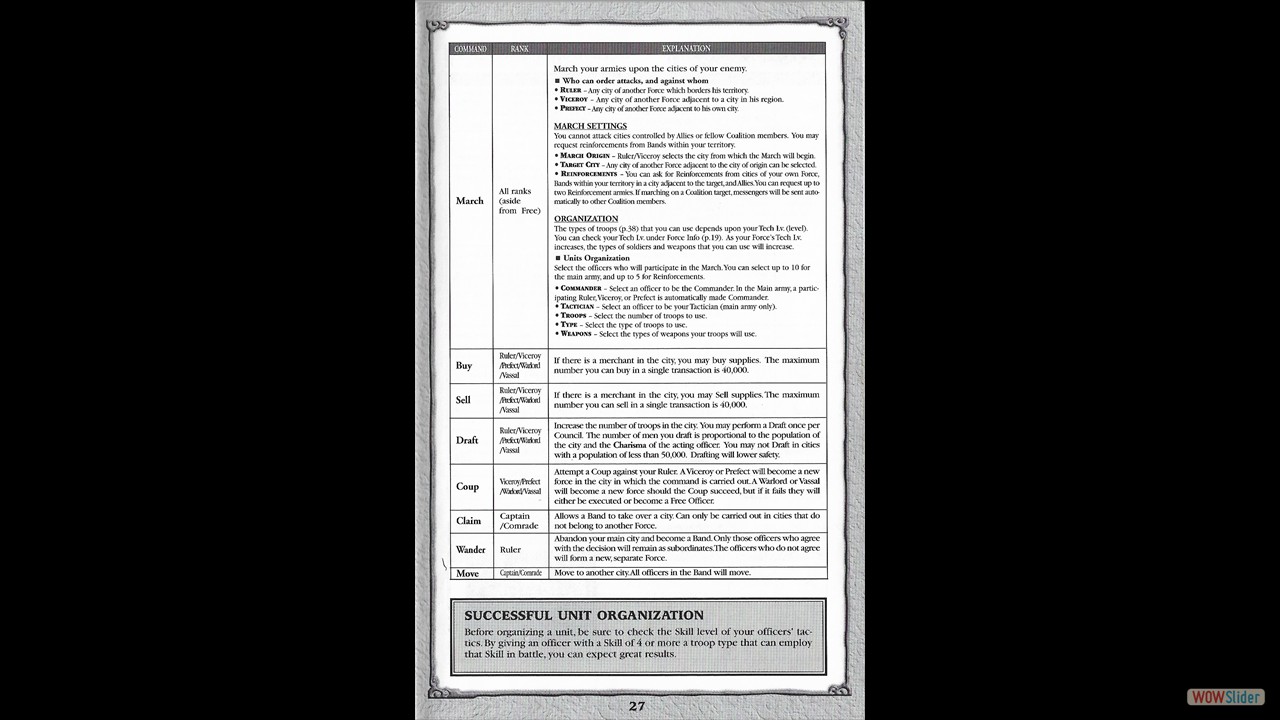 COMMAND RANK EXPLANATION
March
All ranks
(aside
from Free)
March your armies upon the cities of your enemy.
■ Who can order attacks, and against whom
• RULER – Any city of another Force which borders his territory.
• VICEROY – Any city of another Force adjacent to a city in his region.
• PREFECT – Any city of another Force adjacent to his own city.
MARCH SETTINGS
You cannot attack cities controlled by Allies or fellow Coalition members. You may
request reinforcements from Bands within your territory.
• MARCH ORIGIN – Ruler/Viceroy selects the city from which the March will begin.
• TARGET CITY – Any city of another Force adjacent to the city of origin can be selected.
• REINFORCEMENTS – You can ask for Reinforcements from cities of your own Force,
Bands within your territory in a city adjacent to the target, and Allies. You can request up to
two Reinforcement armies. If marching on a Coalition target, messengers will be sent auto-
matically to other Coalition members.
ORGANIZATION
The types of troops (p.38) that you can use depends upon your Tech Lv. (level).
You can check your Tech Lv. under Force Info (p.19). As your Force's Tech Lv.
increases, the types of soldiers and weapons that you can use will increase.
■ Units Organization
Select the officers who will participate in the March. You can select up to 10 for
the main army, and up to 5 for Reinforcements.
• COMMANDER – Select an officer to be the Commander. In the Main army, a partic-
ipating Ruler, Viceroy, or Prefect is automatically made Commander.
• TACTICIAN – Select an officer to be your Tactician (main army only).
• TROOPS – Select the number of troops to use.
• TYPE – Select the type of troops to use.
• WEAPONS – Select the types of weapons your troops will use.
Buy
Ruler/Viceroy
/Prefect/Warlord
/Vassal
If there is a merchant in the city, you may buy supplies. The maximum
number you can buy in a single transaction is 40,000.
Sell
Ruler/Viceroy
/Prefect/Warlord
/Vassal
If there is a merchant in the city, you may Sell supplies. The maximum
number you can sell in a single transaction is 40,000.
Draft
Ruler/Viceroy
/Prefect/Warlord
/Vassal
Increase the number of troops in the city. You may perform a Draft once per
Council. The number of men you draft is proportional to the population of
the city and the Charisma of the acting officer. You may not Draft in cities
with a population of less than 50,000. Drafting will lower safety.
Coup
Viceroy/Prefect
/Warlord/Vassal
Attempt a Coup against your Ruler. A Viceroy or Prefect will become a new
force in the city in which the command is carried out. A Warlord or Vassal
will become a new force should the Coup succeed, but if it fails they will
either be executed or become a Free Officer.
Claim
Captain
/Comrade
Allows a Band to take over a city. Can only be carried out in cities that do
not belong to another Force.
Wander
Ruler
Abandon your main city and become a Band. Only those officers who agree
with the decision will remain as subordinates. The officers who do not agree
will form a new, separate Force.
Move
Captain/Comrade
Move to another city. All officers in the Band will move.
SUCCESSFUL UNIT ORGANIZATION
Before organizing a unit, be sure to check the Skill level of your officers' tac-
tics. By giving an officer with a Skill of 4 or more a troop type that can employ
that Skill in battle, you can expect great results.
27
WOWSlider